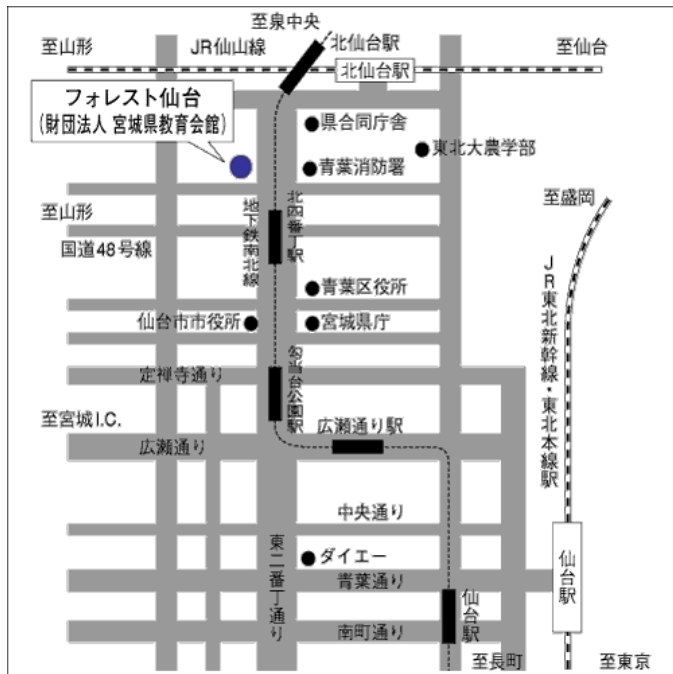 至泉中央
至山形
JR仙山線
北仙台駅
至仙台
北仙台駅
フォレスト仙台
(財団法人 宮城県教育会館)
県合同庁舎
東北大農学部
青葉消防署
至山形
地下鉄南北線
北四番丁駅
至盛岡
国道48号線
JR東北新幹線・東北本線駅
青葉区役所
仙台市市役所
宮城県庁
定禅寺通り
勾当台公園駅
至宮城I.C.
広瀬通り駅
広瀬通り
中央通り
東二番丁通り
ダイエー
青葉通り
仙台駅
仙台駅
南町通り
至長町
至東京